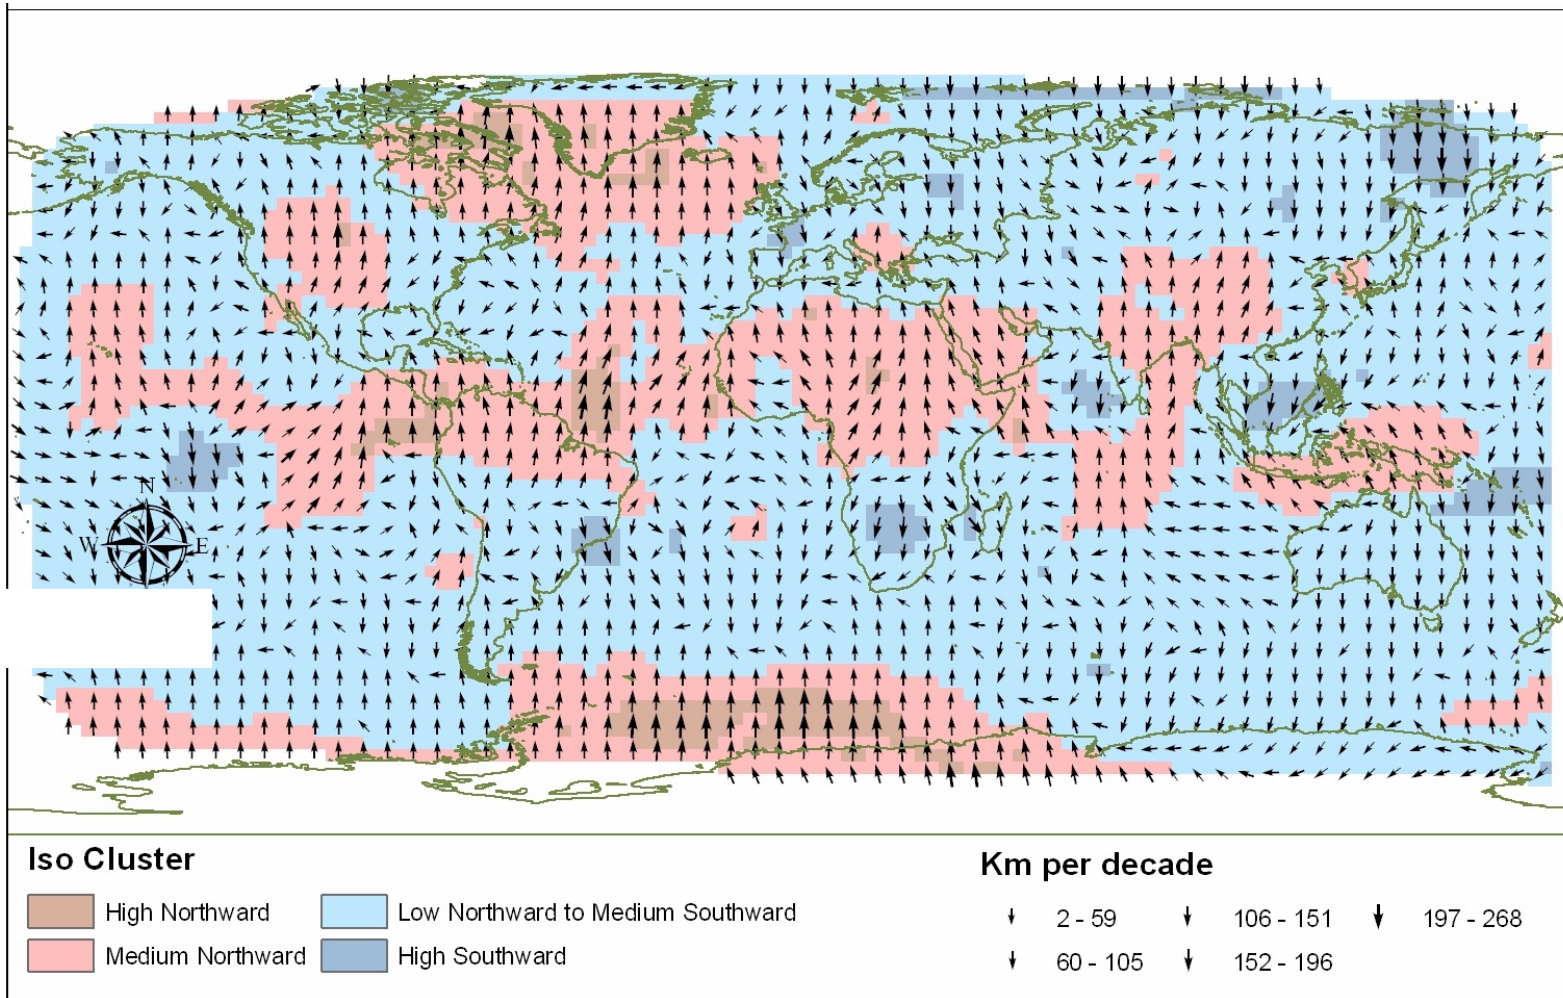 N
W E
Iso Cluster
High Northward
Low Northward to Medium Southward
Medium Northward
High Southward
Km per decade
2 - 59
106 - 151
197 - 268
60 - 105
152 - 196